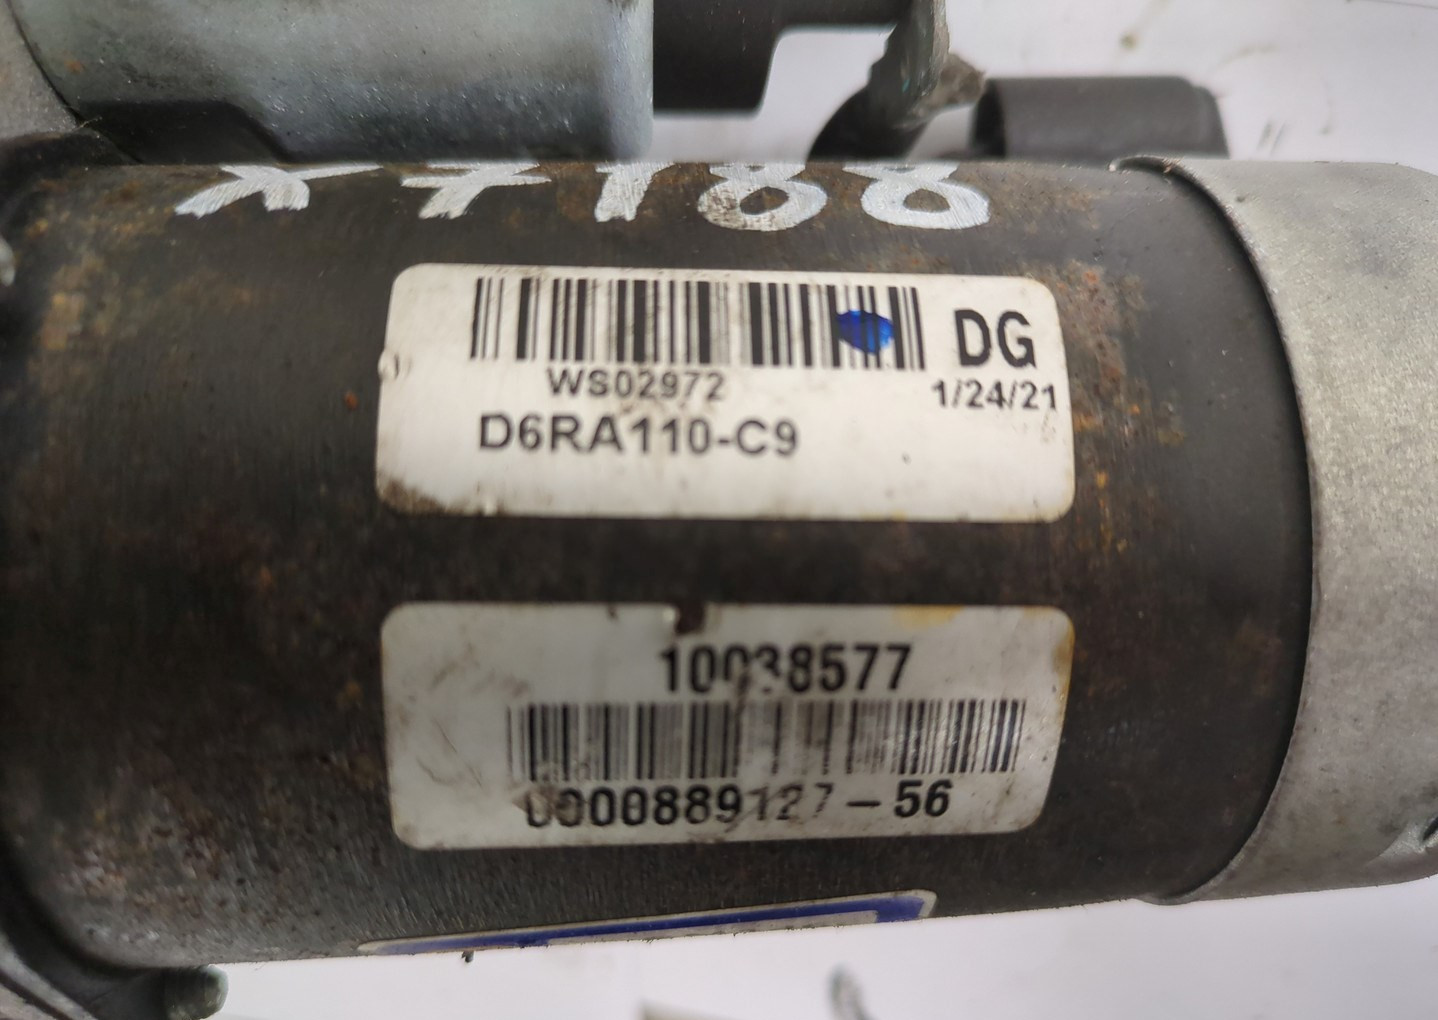 X7188
DG
WS02972
1/24/21
D6RA110-C9
10038577
0000889127-56